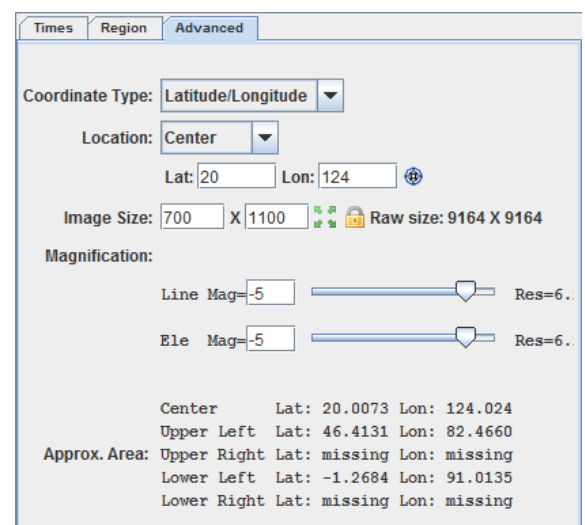 Times Region Advanced
Coordinate Type: Latitude/Longitude
Location: Center
Lat: 20 Lon: 124
Image Size: 700 X 1100 Raw size: 9164 X 9164
Magnification:
Line Mag=-5 Res=6.
Ele Mag=-5 Res=6.
Center Lat: 20.0073 Lon: 124.024
Upper Left Lat: 46.4131 Lon: 82.4660
Approx. Area: Upper Right Lat: missing Lon: missing
Lower Left Lat: -1.2684 Lon: 91.0135
Lower Right Lat: missing Lon: missing